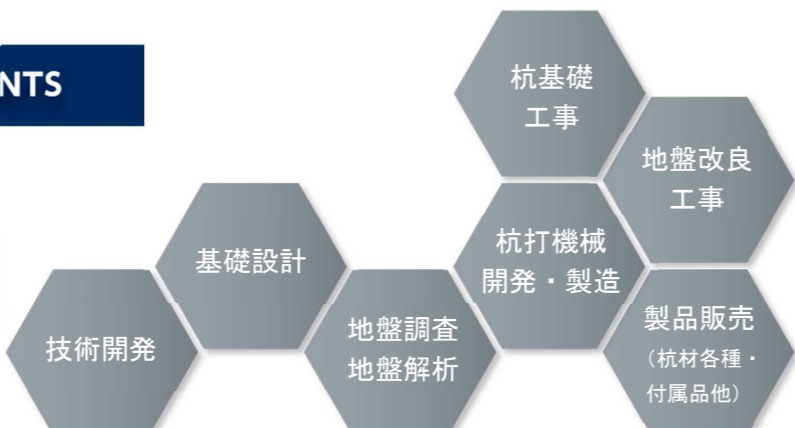 NTS
杭基礎
工事
地盤改良
工事
基礎設計
杭打機械
開発・製造
技術開発
地盤調査
地盤解析
製品販売
（杭材各種・
付属品他）